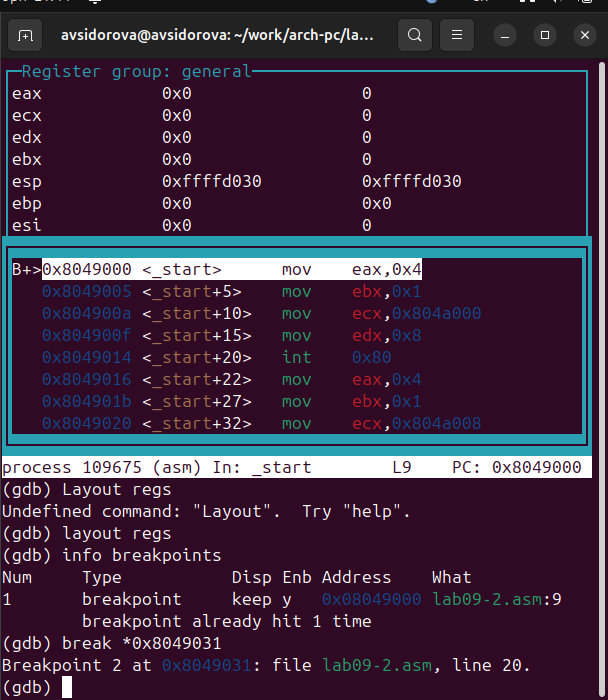 avsidorova@avsidorova: ~/work/arch-pc/la...
Register group: general
eax 0x0 0
ecx 0x0 0
edx 0x0 0
ebx 0x0 0
esp 0xffffd030 0xffffd030
ebp 0x0 0x0
esi 0x0 0
B+>0x8049000 <_start> mov eax,0x4
0x8049005 <_start+5> mov ebx,0x1
0x804900a <_start+10> mov ecx,0x804a000
0x804900f <_start+15> mov edx,0x8
0x8049014 <_start+20> int 0x80
0x8049016 <_start+22> mov eax,0x4
0x804901b <_start+27> mov ebx,0x1
0x8049020 <_start+32> mov ecx,0x804a008
process 109675 (asm) In: _start L9 PC: 0x8049000
(gdb) Layout regs
Undefined command: "Layout".  Try "help".
(gdb) layout regs
(gdb) info breakpoints
Num Type Disp Enb Address What
1 breakpoint keep y 0x08049000 lab09-2.asm:9
breakpoint already hit 1 time
(gdb) break *0x8049031
Breakpoint 2 at 0x8049031: file lab09-2.asm, line 20.
(gdb)